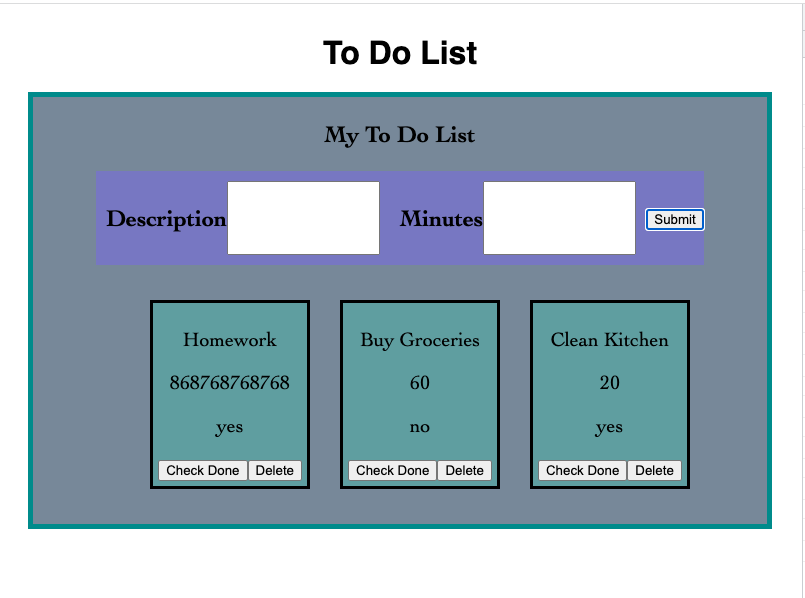 To Do List
My To Do List
Description Minutes Submit
Homework Buy Groceries Clean Kitchen
868768768768 60 20
yes no yes
Check Done Delete Check Done Delete Check Done Delete